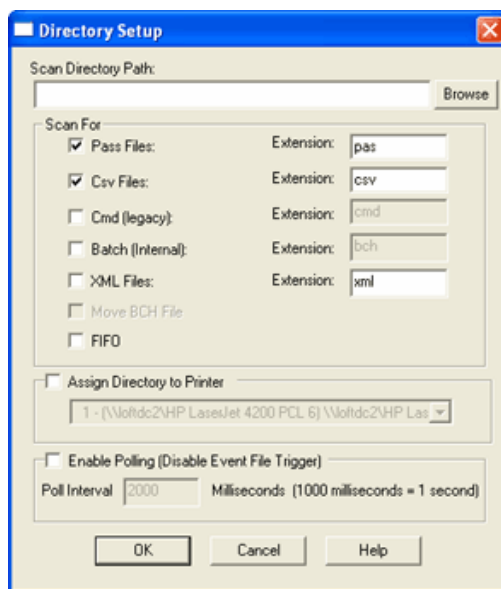 Directory Setup
Scan Directory Path:
Browse
Scan For
Pass Files: Extension: pas
Csv Files: Extension: csv
Cmd (legacy): Extension: cmd
Batch (Internal): Extension: bch
XML Files: Extension: xml
Move BCH File
FIFO
Assign Directory to Printer
1 - (\\loftdc2\HP LaserJet 4200 PCL 6) \\loftdc2\HP Las
Enable Polling (Disable Event File Trigger)
Poll Interval 2000 Milliseconds (1000 milliseconds = 1 second)
OK Cancel Help